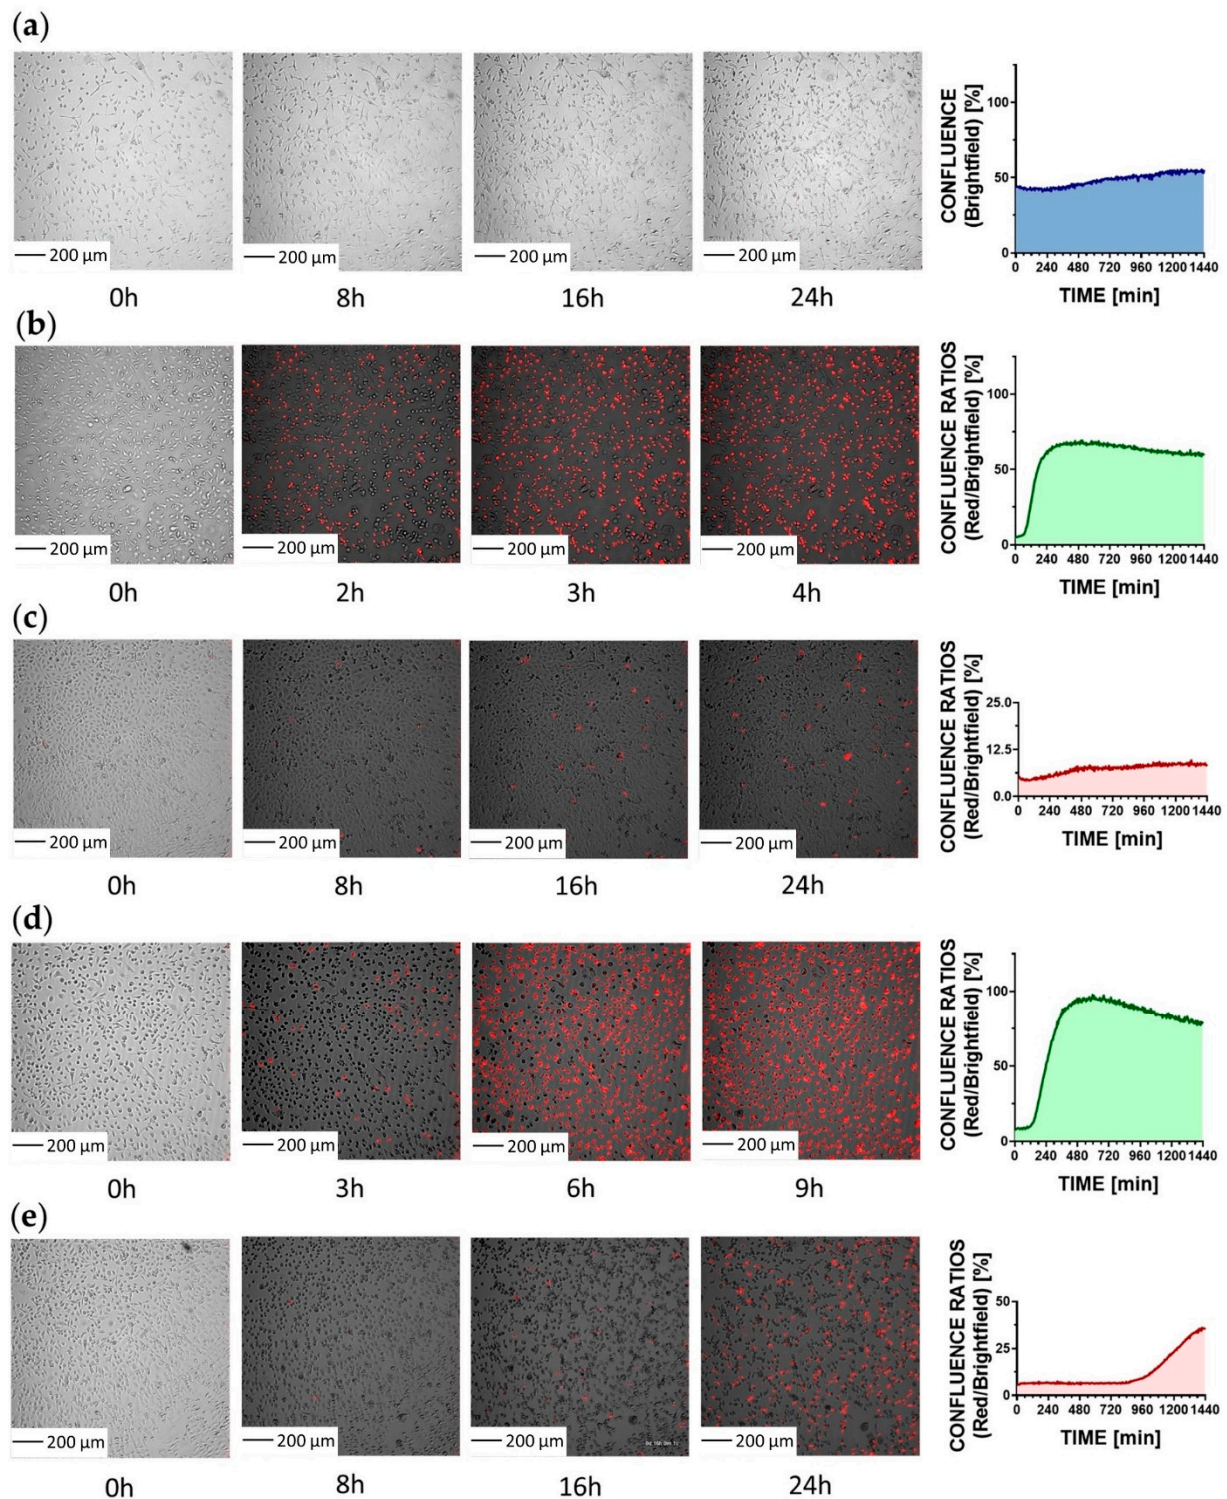 (a)
200 µm 200 µm 200 µm 200 µm
0h 8h 16h 24h
CONFLUENCE
(Brightfield) [%]
100
50
0
0 240 480 720 960 1200 1440
TIME [min]
(b)
200 µm 200 µm 200 µm 200 µm
0h 2h 3h 4h
CONFLUENCE RATIOS
(Red/Brightfield) [%]
100
50
0
0 240 480 720 960 1200 1440
TIME [min]
(c)
200 µm 200 µm 200 µm 200 µm
0h 8h 16h 24h
CONFLUENCE RATIOS
(Red/Brightfield) [%]
25.0
12.5
0.0
0 240 480 720 960 1200 1440
TIME [min]
(d)
200 µm 200 µm 200 µm 200 µm
0h 3h 6h 9h
CONFLUENCE RATIOS
(Red/Brightfield) [%]
100
50
0
0 240 480 720 960 1200 1440
TIME [min]
(e)
200 µm 200 µm 200 µm 200 µm
0h 8h 16h 24h
CONFLUENCE RATIOS
(Red/Brightfield) [%]
50
25
0
0 240 480 720 960 1200 1440
TIME [min]